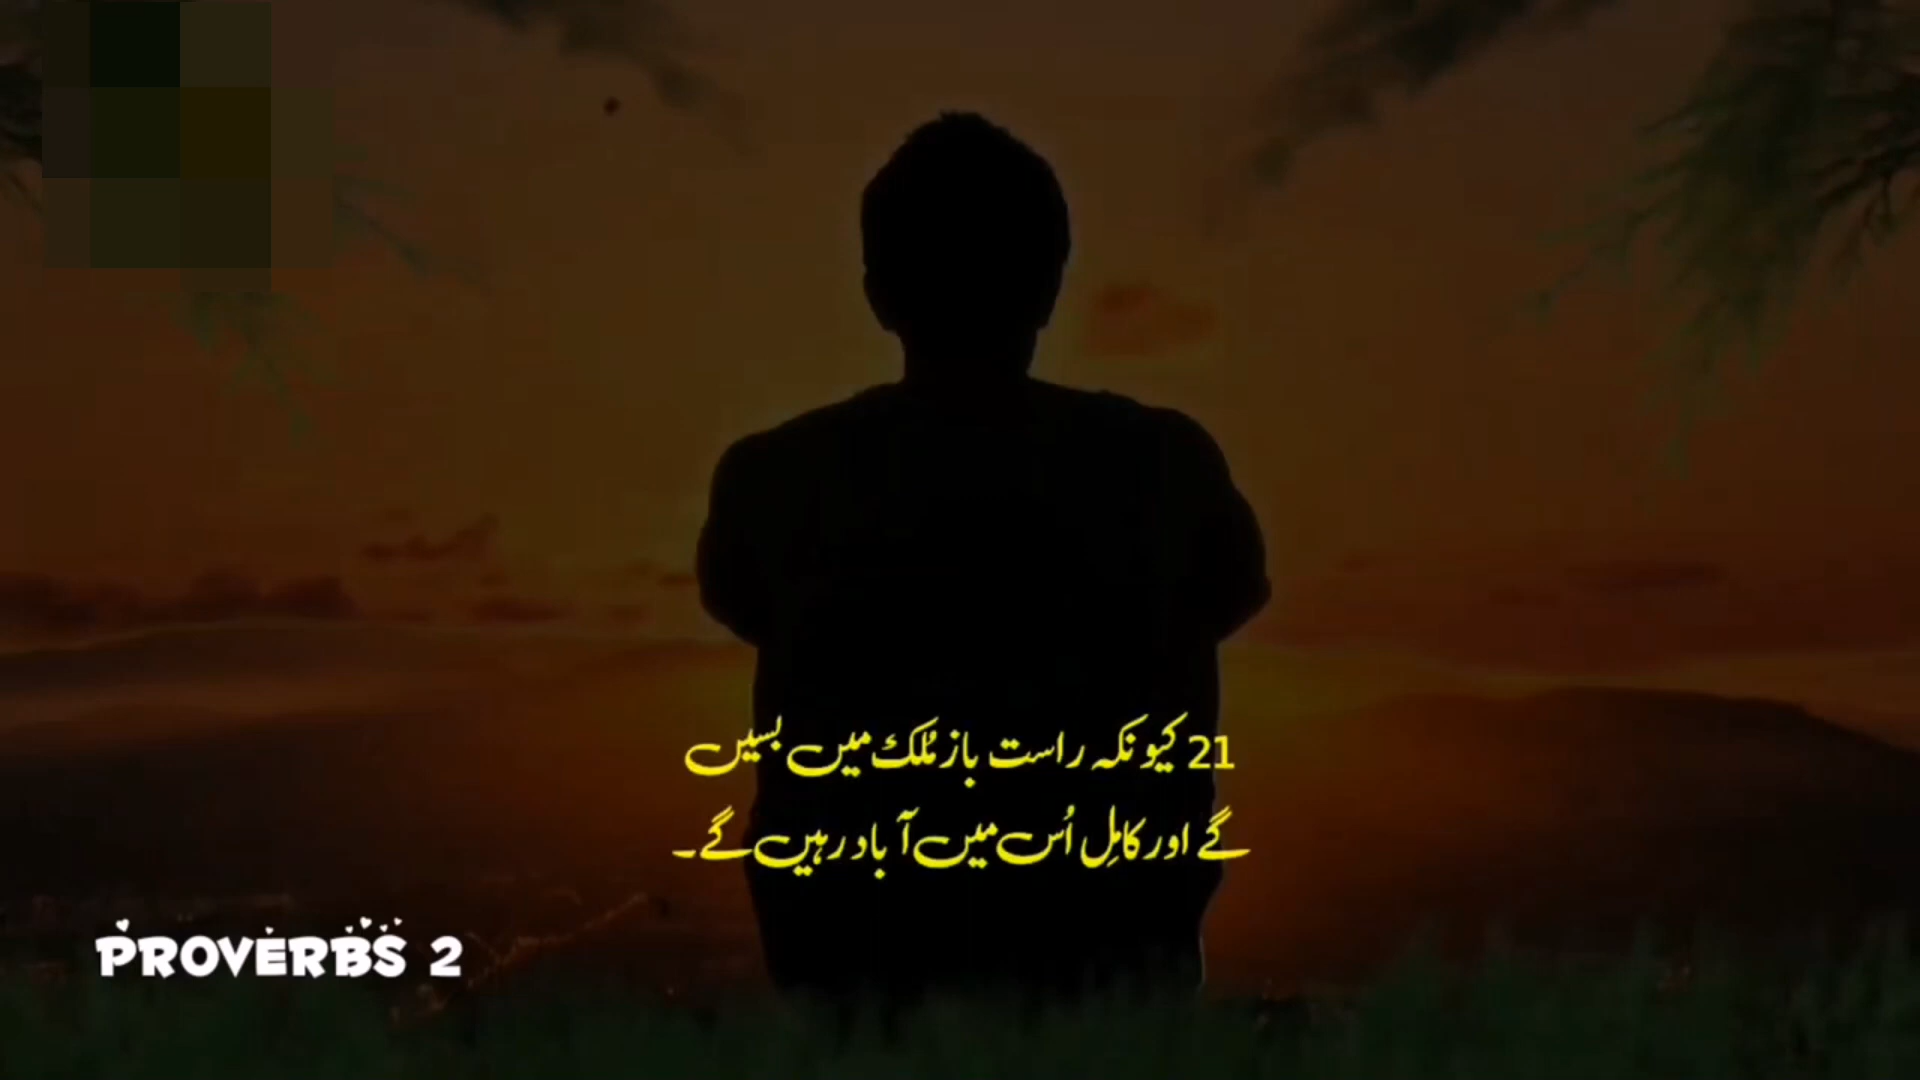 21 کیونکہ راست باز مُلک میں بسیں
گے اور کامِل اُس میں آباد رہیں گے۔
PROVERBS 2